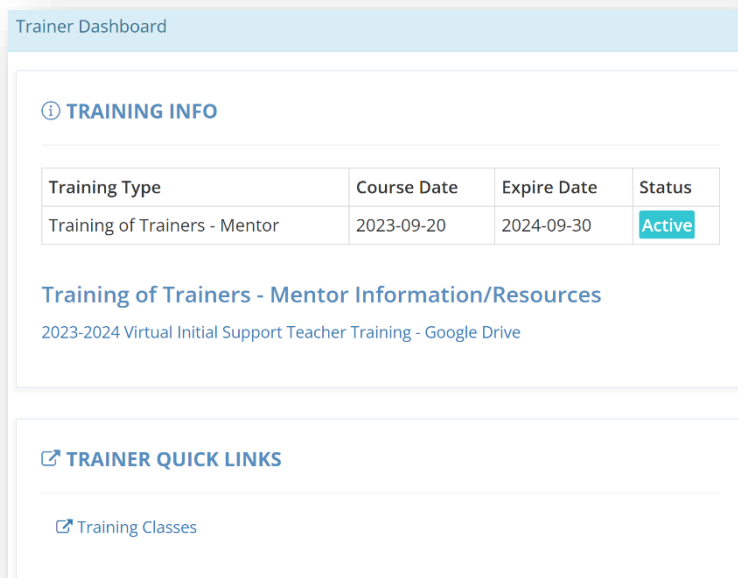 Trainer Dashboard
TRAINING INFO
Training Type Course Date Expire Date Status
Training of Trainers - Mentor 2023-09-20 2024-09-30 Active
Training of Trainers - Mentor Information/Resources
2023-2024 Virtual Initial Support Teacher Training - Google Drive
TRAINER QUICK LINKS
Training Classes